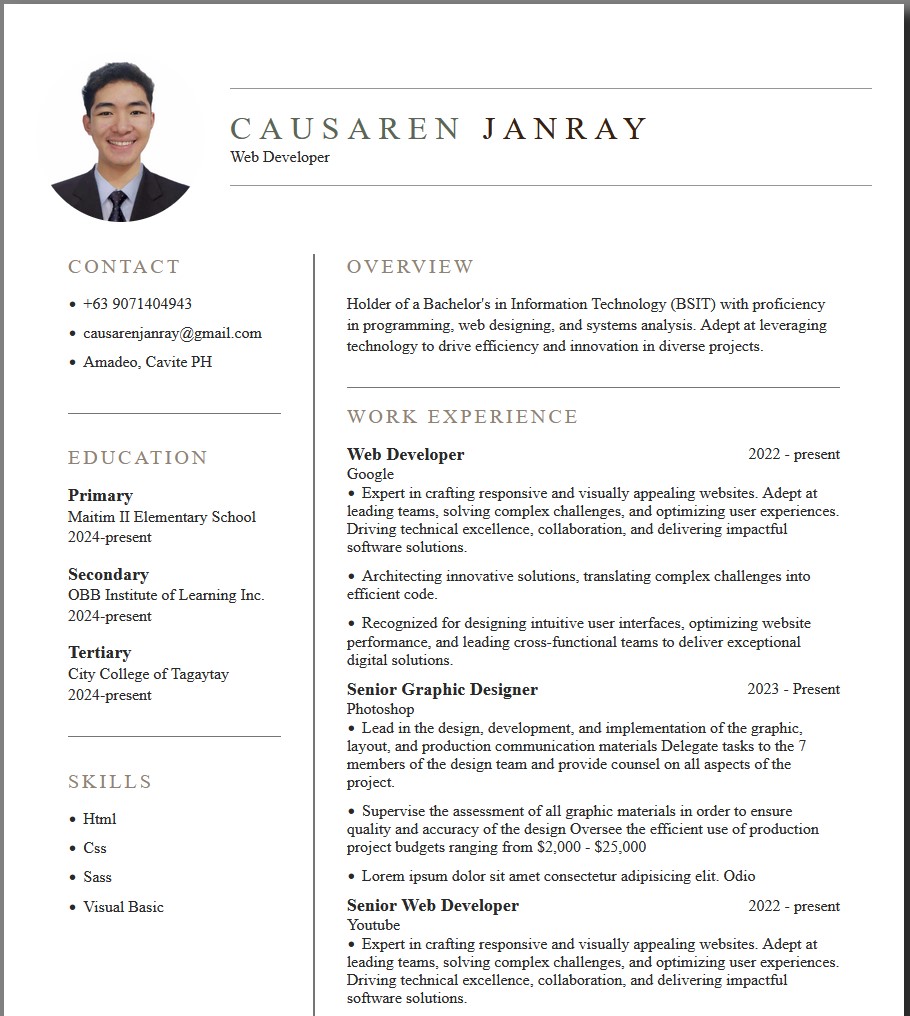 CAUSAREN JANRAY
Web Developer
CONTACT
• +63 9071404943
• causarenjanray@gmail.com
• Amadeo, Cavite PH
EDUCATION
Primary
Maitim II Elementary School
2024-present
Secondary
OBB Institute of Learning Inc.
2024-present
Tertiary
City College of Tagaytay
2024-present
SKILLS
• Html
• Css
• Sass
• Visual Basic
OVERVIEW
Holder of a Bachelor's in Information Technology (BSIT) with proficiency
in programming, web designing, and systems analysis. Adept at leveraging
technology to drive efficiency and innovation in diverse projects.
WORK EXPERIENCE
Web Developer 2022 - present
Google
• Expert in crafting responsive and visually appealing websites. Adept at
leading teams, solving complex challenges, and optimizing user experiences.
Driving technical excellence, collaboration, and delivering impactful
software solutions.
• Architecting innovative solutions, translating complex challenges into
efficient code.
• Recognized for designing intuitive user interfaces, optimizing website
performance, and leading cross-functional teams to deliver exceptional
digital solutions.
Senior Graphic Designer 2023 - Present
Photoshop
• Lead in the design, development, and implementation of the graphic,
layout, and production communication materials Delegate tasks to the 7
members of the design team and provide counsel on all aspects of the
project.
• Supervise the assessment of all graphic materials in order to ensure
quality and accuracy of the design Oversee the efficient use of production
project budgets ranging from $2,000 - $25,000
• Lorem ipsum dolor sit amet consectetur adipisicing elit. Odio
Senior Web Developer 2022 - present
Youtube
• Expert in crafting responsive and visually appealing websites. Adept at
leading teams, solving complex challenges, and optimizing user experiences.
Driving technical excellence, collaboration, and delivering impactful
software solutions.